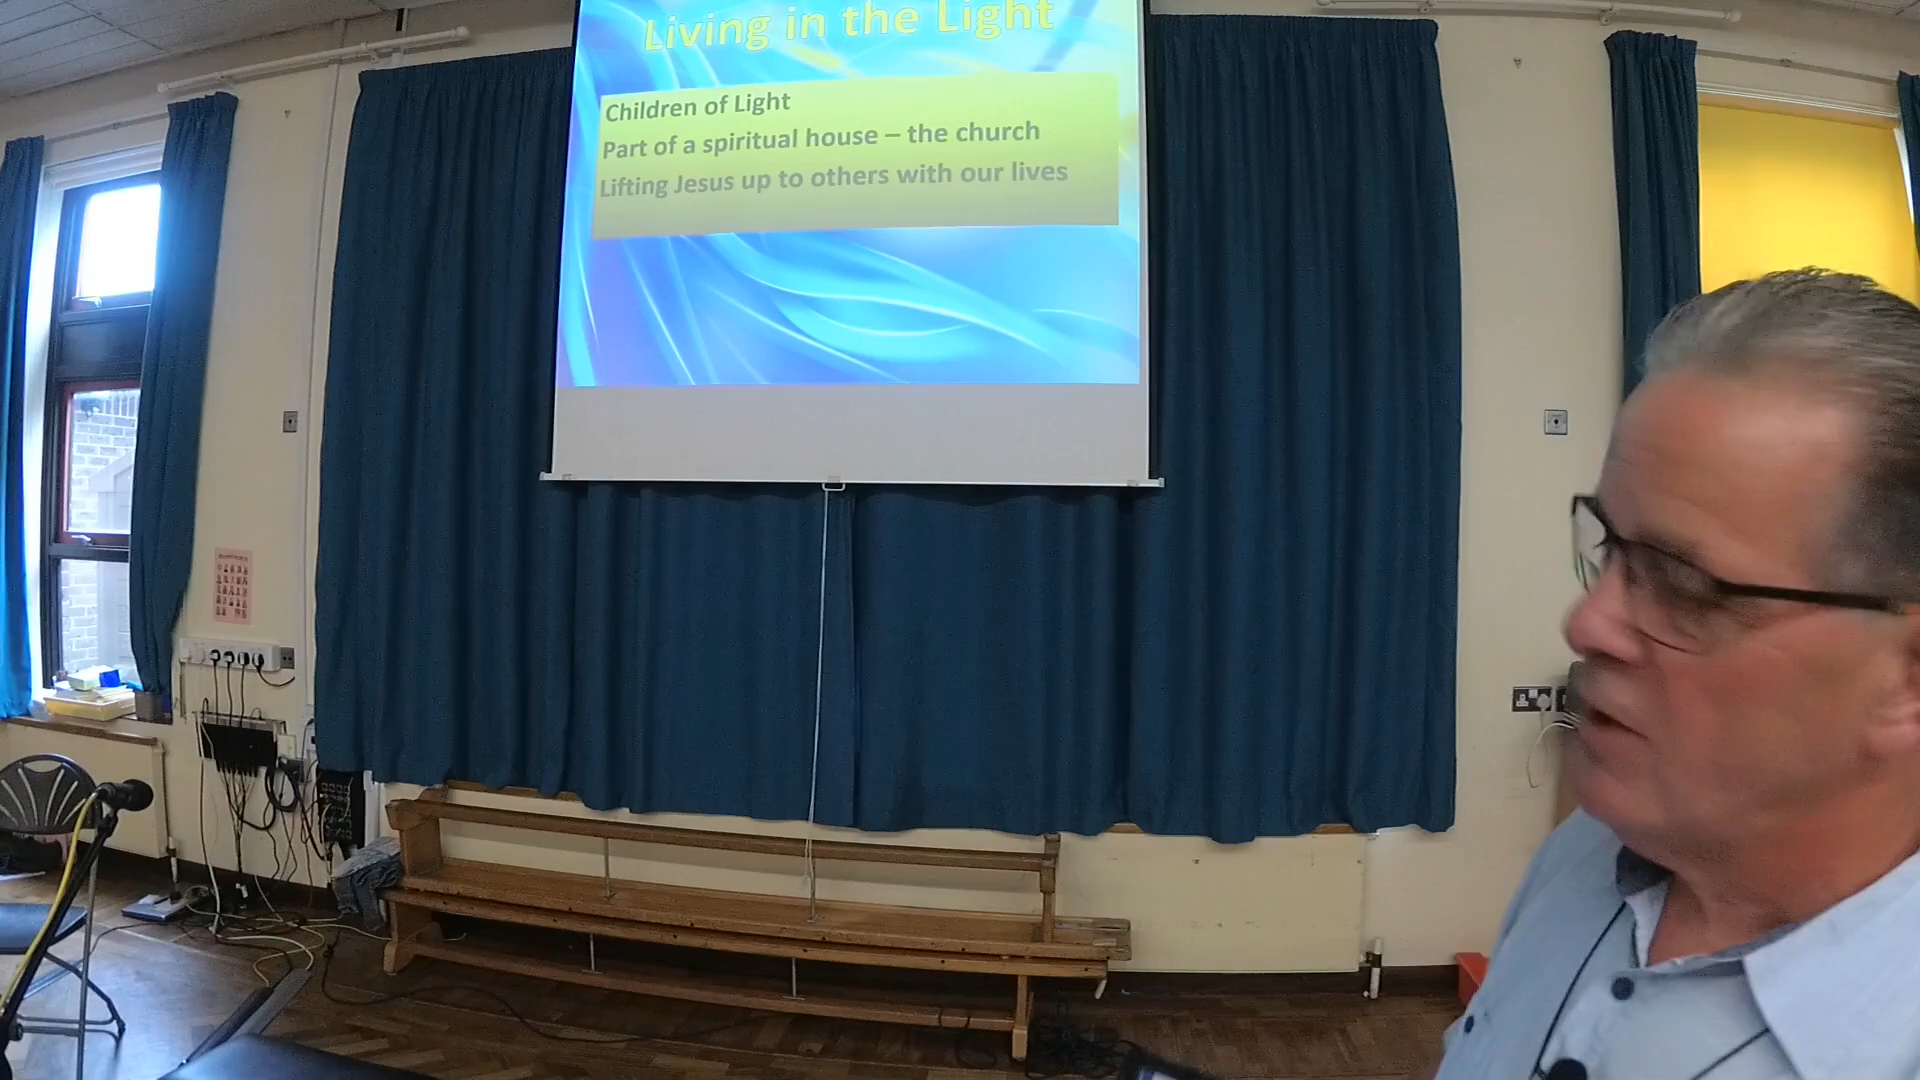 Living in the Light
Children of Light
Part of a spiritual house – the church
Lifting Jesus up to others with our lives